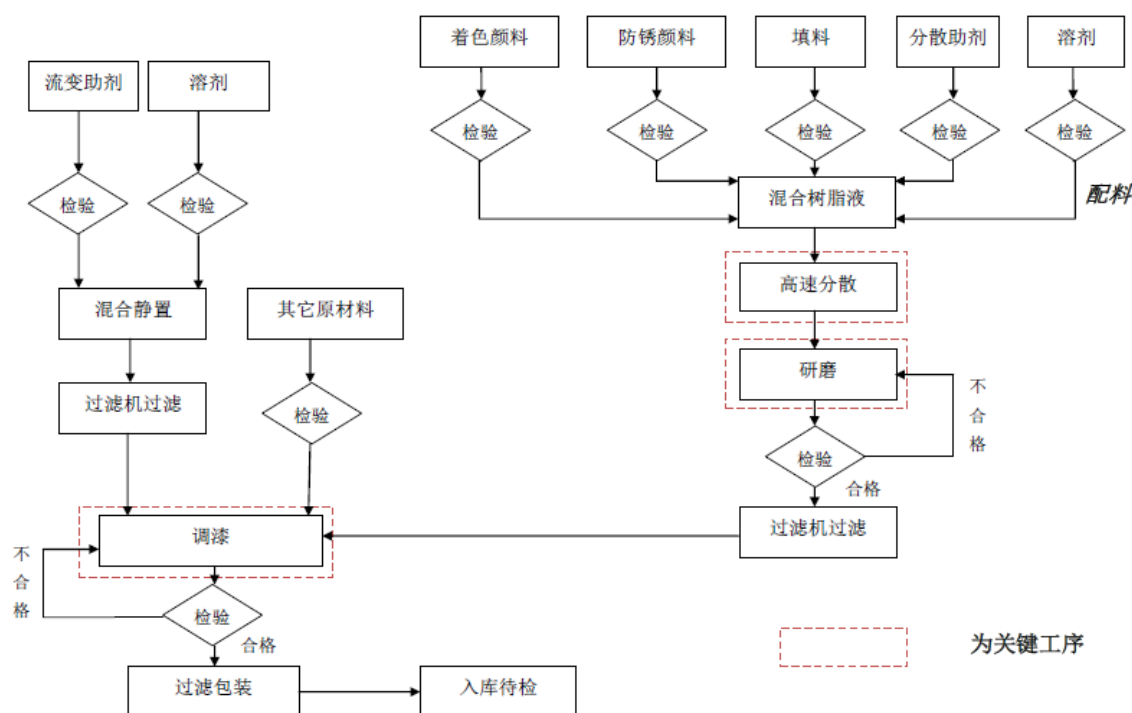 着色颜料
防锈颜料
填料
分散助剂
溶剂
流变助剂
溶剂
检验
检验
检验
检验
检验
检验
检验
混合树脂液
配料
高速分散
混合静置
其它原材料
研磨
不合格
过滤机过滤
检验
检验
合格
调漆
过滤机过滤
不合格
检验
合格
为关键工序
过滤包装
入库待检